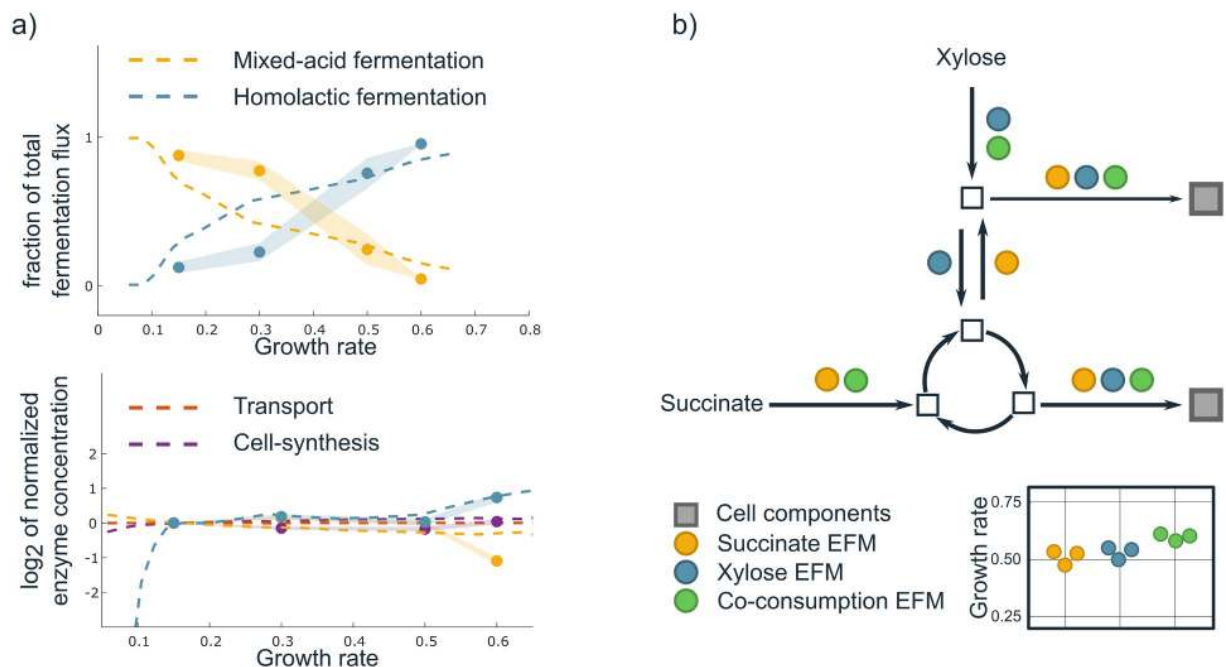 a)
Mixed-acid fermentation
Homolactic fermentation
fraction of total
fermentation flux
1
0
0
0.1
0.2
0.3
0.4
0.5
0.6
0.7
0.8
Growth rate
Transport
Cell-synthesis
log2 of normalized
enzyme concentration
2
1
0
-1
-2
0.1
0.2
0.3
0.4
0.5
0.6
Growth rate
b)
Xylose
Succinate
Cell components
Succinate EFM
Xylose EFM
Co-consumption EFM
Growth rate
0.75
0.50
0.25